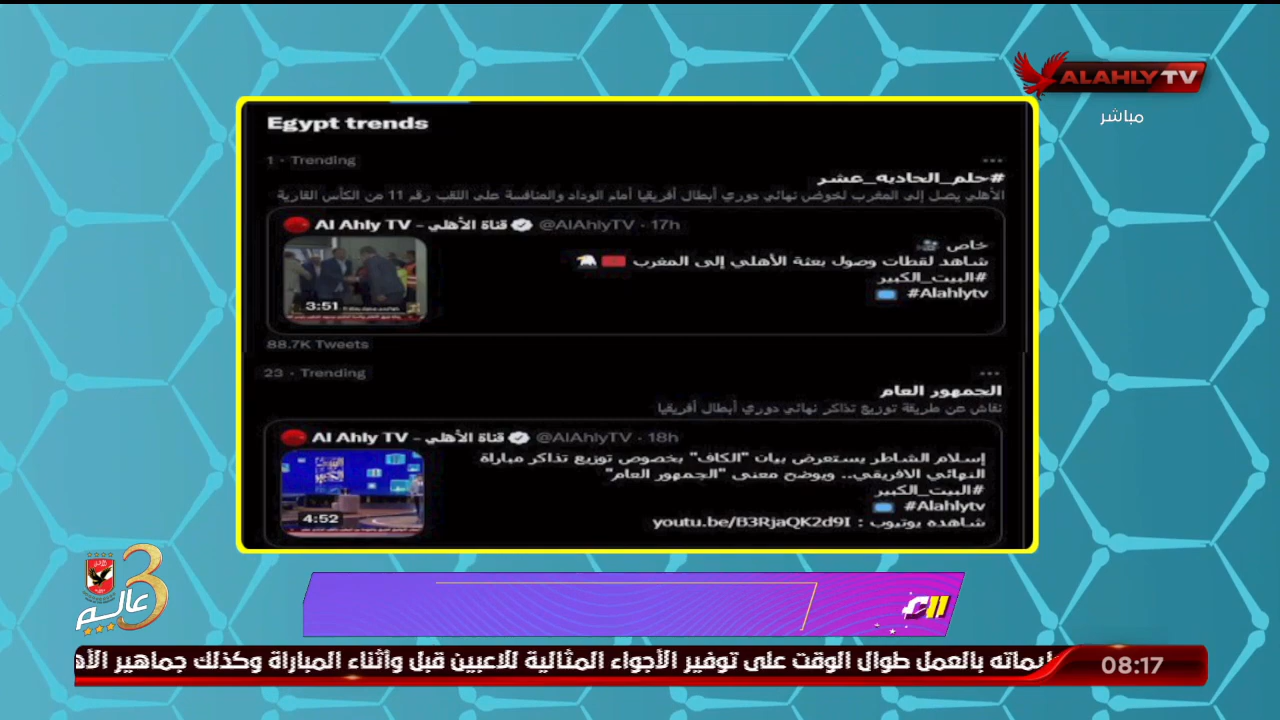 ALAHLY TV
مباشر
Egypt trends
1 · Trending
#حلم_الحاديه_عشر
الأهلي يصل إلى المغرب لخوض نهائي دوري أبطال أفريقيا أمام الوداد والمنافسة على اللقب رقم 11 من الكأس القارية
Al Ahly TV - قناة الأهلي @AlAhlyTV · 17h
خاص
شاهد لقطات وصول بعثة الأهلي إلى المغرب
#البيت_الكبير
#Alahlytv
3:51
88.7K Tweets
23 · Trending
الجمهور العام
نقاش عن طريقة توزيع تذاكر نهائي دوري أبطال أفريقيا
Al Ahly TV - قناة الأهلي @AlAhlyTV · 18h
إسلام الشاطر يستعرض بيان "الكاف" بخصوص توزيع تذاكر مباراة
النهائي الافريقي.. ويوضح معنى "الجمهور العام"
#البيت_الكبير
#Alahlytv
شاهده يوتيوب : youtu.be/B3RjaQK2d9I
4:52
3 عالم
يماته بالعمل طوال الوقت على توفير الأجواء المثالية للاعبين قبل وأثناء المباراة وكذلك جماهير الأه
08:17